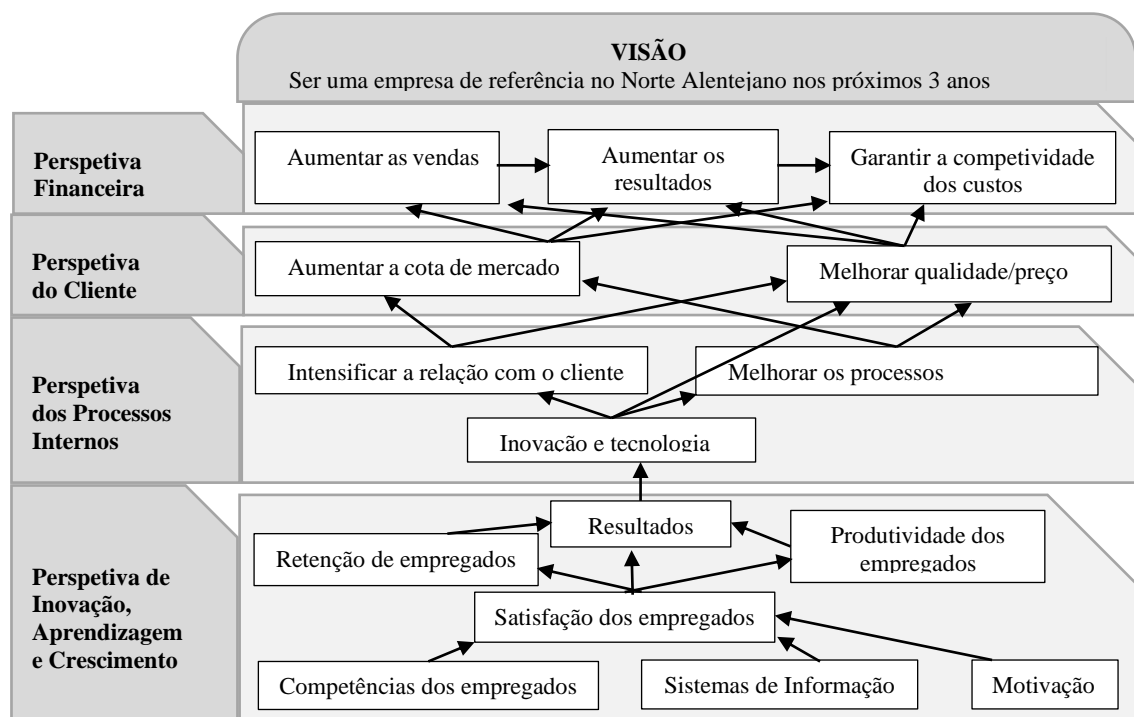 VISÃO
Ser uma empresa de referência no Norte Alentejano nos próximos 3 anos
Perspetiva
Financeira
Aumentar as vendas
Aumentar os
resultados
Garantir a competividade
dos custos
Perspetiva
do Cliente
Aumentar a cota de mercado
Melhorar qualidade/preço
Perspetiva
dos Processos
Internos
Intensificar a relação com o cliente
Melhorar os processos
Inovação e tecnologia
Perspetiva de
Inovação,
Aprendizagem
e Crescimento
Resultados
Retenção de empregados
Produtividade dos
empregados
Satisfação dos empregados
Competências dos empregados
Sistemas de Informação
Motivação